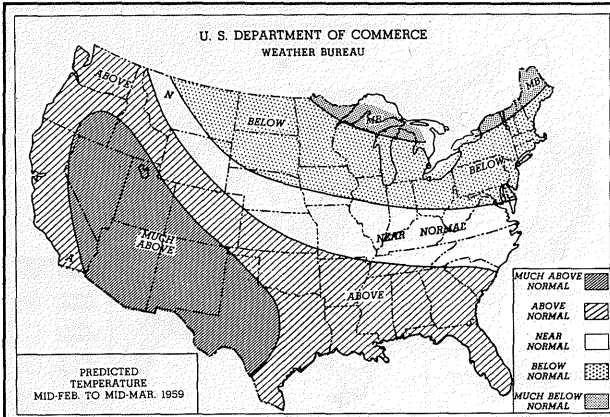 U. S. DEPARTMENT OF COMMERCE
WEATHER BUREAU
ABOVE
N
BELOW
MB
MB
BELOW
MUCH
ABOVE
NEAR NORMAL
A
ABOVE
MUCH ABOVE
NORMAL
ABOVE
NORMAL
NEAR
NORMAL
BELOW
NORMAL
MUCH BELOW
NORMAL
PREDICTED
TEMPERATURE
MID-FEB. TO MID-MAR. 1959